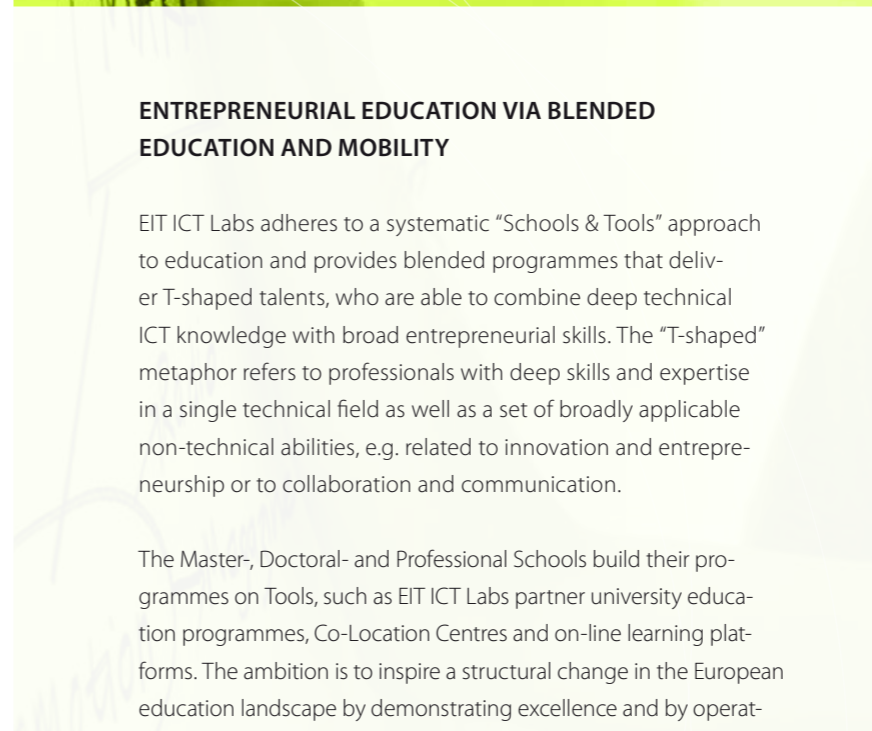 ENTREPRENEURIAL EDUCATION VIA BLENDED
EDUCATION AND MOBILITY
EIT ICT Labs adheres to a systematic “Schools & Tools” approach
to education and provides blended programmes that deliv-
er T-shaped talents, who are able to combine deep technical
ICT knowledge with broad entrepreneurial skills. The “T-shaped”
metaphor refers to professionals with deep skills and expertise
in a single technical field as well as a set of broadly applicable
non-technical abilities, e.g. related to innovation and entrepre-
neurship or to collaboration and communication.
The Master-, Doctoral- and Professional Schools build their pro-
grammes on Tools, such as EIT ICT Labs partner university educa-
tion programmes, Co-Location Centres and on-line learning plat-
forms. The ambition is to inspire a structural change in the European
education landscape by demonstrating excellence and by operat-